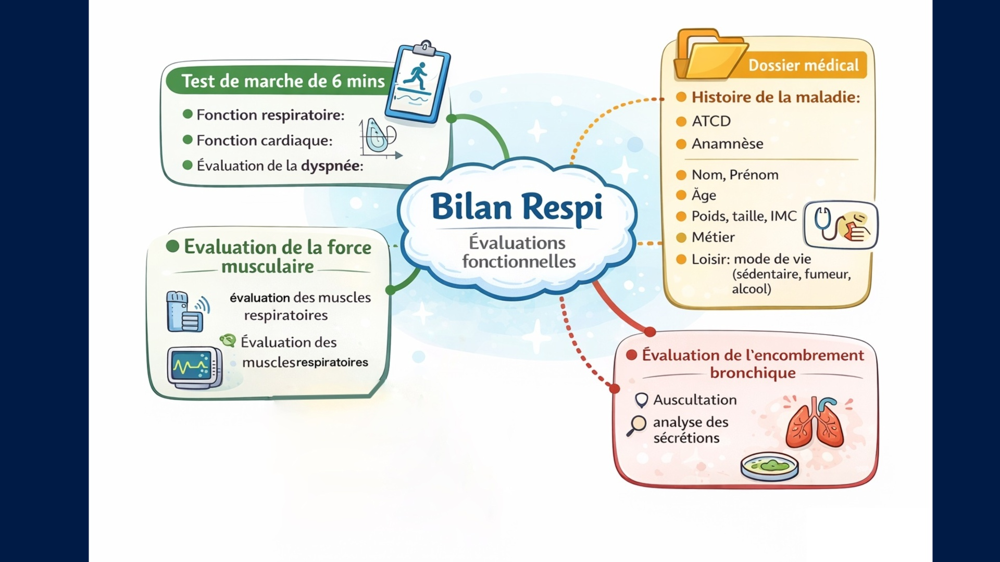 Test de marche de 6 mins
Fonction respiratoire:
Fonction cardiaque:
Évaluation de la dyspnée:
Evaluation de la force
musculaire
évaluation des muscles
respiratoires
Évaluation des
muscles respiratoires
Bilan Respi
Évaluations
fonctionnelles
Dossier médical
Histoire de la maladie:
ATCD
Anamnèse
Nom, Prénom
Ăge
Poids, taille, IMC
Métier
Loisir: mode de vie
(sédentaire, fumeur,
alcool)
Évaluation de l'encombrement
bronchique
Auscultation
analyse des
sécrétions